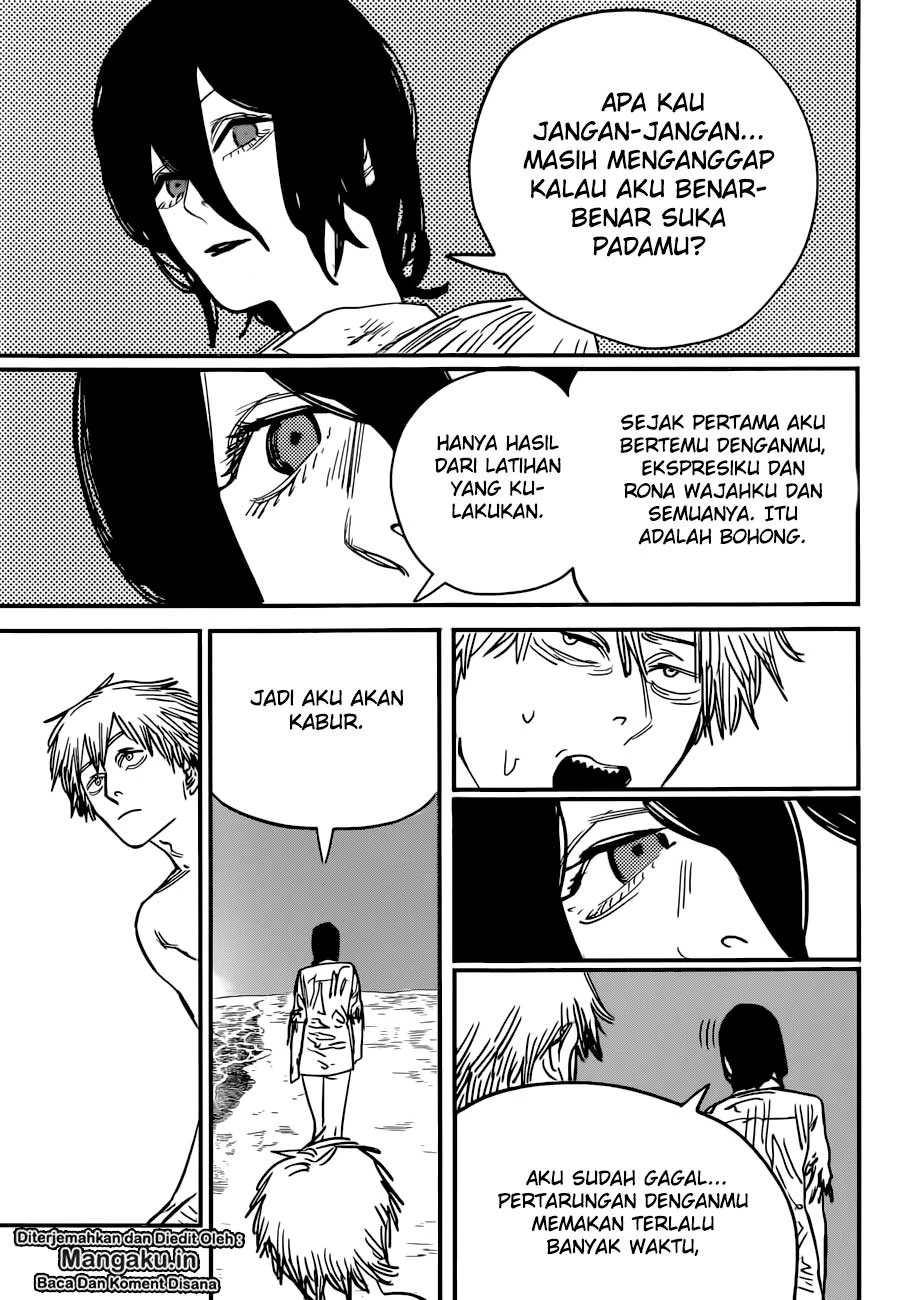 APA KAU
JANGAN-JANGAN...
MASIH MENGANGGAP
KALAU AKU BENAR-
BENAR SUKA
PADAMU?
SEJAK PERTAMA AKU
BERTEMU DENGANMU,
EKSPRESIKU DAN
RONA WAJAHKU DAN
SEMUANYA. ITU
ADALAH BOHONG.
HANYA HASIL
DARI LATIHAN
YANG KU-
LAKUKAN.
AKU SUDAH GAGAL...
PERTARUNGAN DENGANMU
MEMAKAN TERLALU
BANYAK WAKTU,
JADI AKU AKAN
KABUR.
Diterjemahkan dan Diedit Oleh:
Mangaku.in
Baca Dan Koment Disana